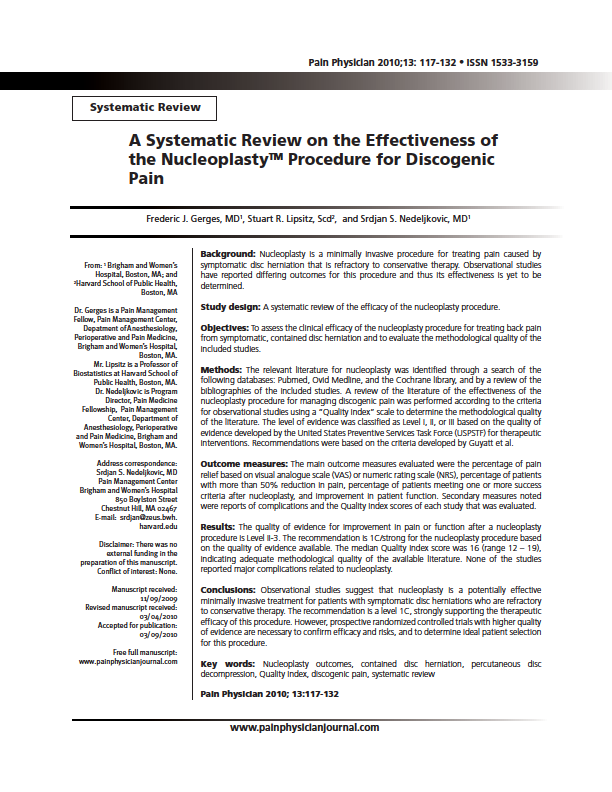 Pain Physician 2010;13: 117-132 • ISSN 1533-3159
Systematic Review
A Systematic Review on the Effectiveness of
the Nucleoplasty™ Procedure for Discogenic
Pain
Frederic J. Gerges, MD¹, Stuart R. Lipsitz, Scd², and Srdjan S. Nedeljkovic, MD¹
From: ¹ Brigham and Women's
Hospital, Boston, MA; and
²Harvard School of Public Health,
Boston, MA
Dr. Gerges is a Pain Management
Fellow, Pain Management Center,
Depatment of Anesthesiology,
Perioperative and Pain Medicine,
Brigham and Women's Hospital,
Boston, MA.
Mr. Lipsitz is a Professor of
Biostatistics at Harvard School of
Public Health, Boston, MA.
Dr. Nedeljkovic is Program
Director, Pain Medicine
Fellowship, Pain Management
Center, Department of
Anesthesiology, Perioperative
and Pain Medicine, Brigham and
Women's Hospital, Boston, MA.
Address correspondence:
Srdjan S. Nedeljkovic, MD
Pain Management Center
Brigham and Women's Hospital
850 Boylston Street
Chestnut Hill, MA 02467
E-mail: srdjan@zeus.bwh.
harvard.edu
Disclaimer: There was no
external funding in the
preparation of this manuscript.
Conflict of interest: None.
Manuscript received:
11/09/2009
Revised manuscript received:
03/04/2010
Accepted for publication:
03/09/2010
Free full manuscript:
www.painphysicianjournal.com
Background: Nucleoplasty is a minimally invasive procedure for treating pain caused by
symptomatic disc herniation that is refractory to conservative therapy. Observational studies
have reported differing outcomes for this procedure and thus its effectiveness is yet to be
determined.
Study design: A systematic review of the efficacy of the nucleoplasty procedure.
Objectives: To assess the clinical efficacy of the nucleoplasty procedure for treating back pain
from symptomatic, contained disc herniation and to evaluate the methodological quality of the
included studies.
Methods: The relevant literature for nucleoplasty was identified through a search of the
following databases: Pubmed, Ovid Medline, and the Cochrane library, and by a review of the
bibliographies of the included studies. A review of the literature of the effectiveness of the
nucleoplasty procedure for managing discogenic pain was performed according to the criteria
for observational studies using a "Quality Index" scale to determine the methodological quality
of the literature. The level of evidence was classified as Level I, II, or III based on the quality of
evidence developed by the United States Preventive Services Task Force (USPSTF) for therapeutic
interventions. Recommendations were based on the criteria developed by Guyatt et al.
Outcome measures: The main outcome measures evaluated were the percentage of pain
relief based on visual analogue scale (VAS) or numeric rating scale (NRS), percentage of patients
with more than 50% reduction in pain, percentage of patients meeting one or more success
criteria after nucleoplasty, and improvement in patient function. Secondary measures noted
were reports of complications and the Quality Index scores of each study that was evaluated.
Results: The quality of evidence for improvement in pain or function after a nucleoplasty
procedure is Level II-3. The recommendation is 1C/strong for the nucleoplasty procedure based
on the quality of evidence available. The median Quality Index score was 16 (range 12 – 19),
indicating adequate methodological quality of the available literature. None of the studies
reported major complications related to nucleoplasty.
Conclusions: Observational studies suggest that nucleoplasty is a potentially effective
minimally invasive treatment for patients with symptomatic disc herniations who are refractory
to conservative therapy. The recommendation is a level 1C, strongly supporting the therapeutic
efficacy of this procedure. However, prospective randomized controlled trials with higher quality
of evidence are necessary to confirm efficacy and risks, and to determine ideal patient selection
for this procedure.
Key words: Nucleoplasty outcomes, contained disc herniation, percutaneous disc
decompression, Quality Index, discogenic pain, systematic review
Pain Physician 2010; 13:117-132
www.painphysicianjournal.com